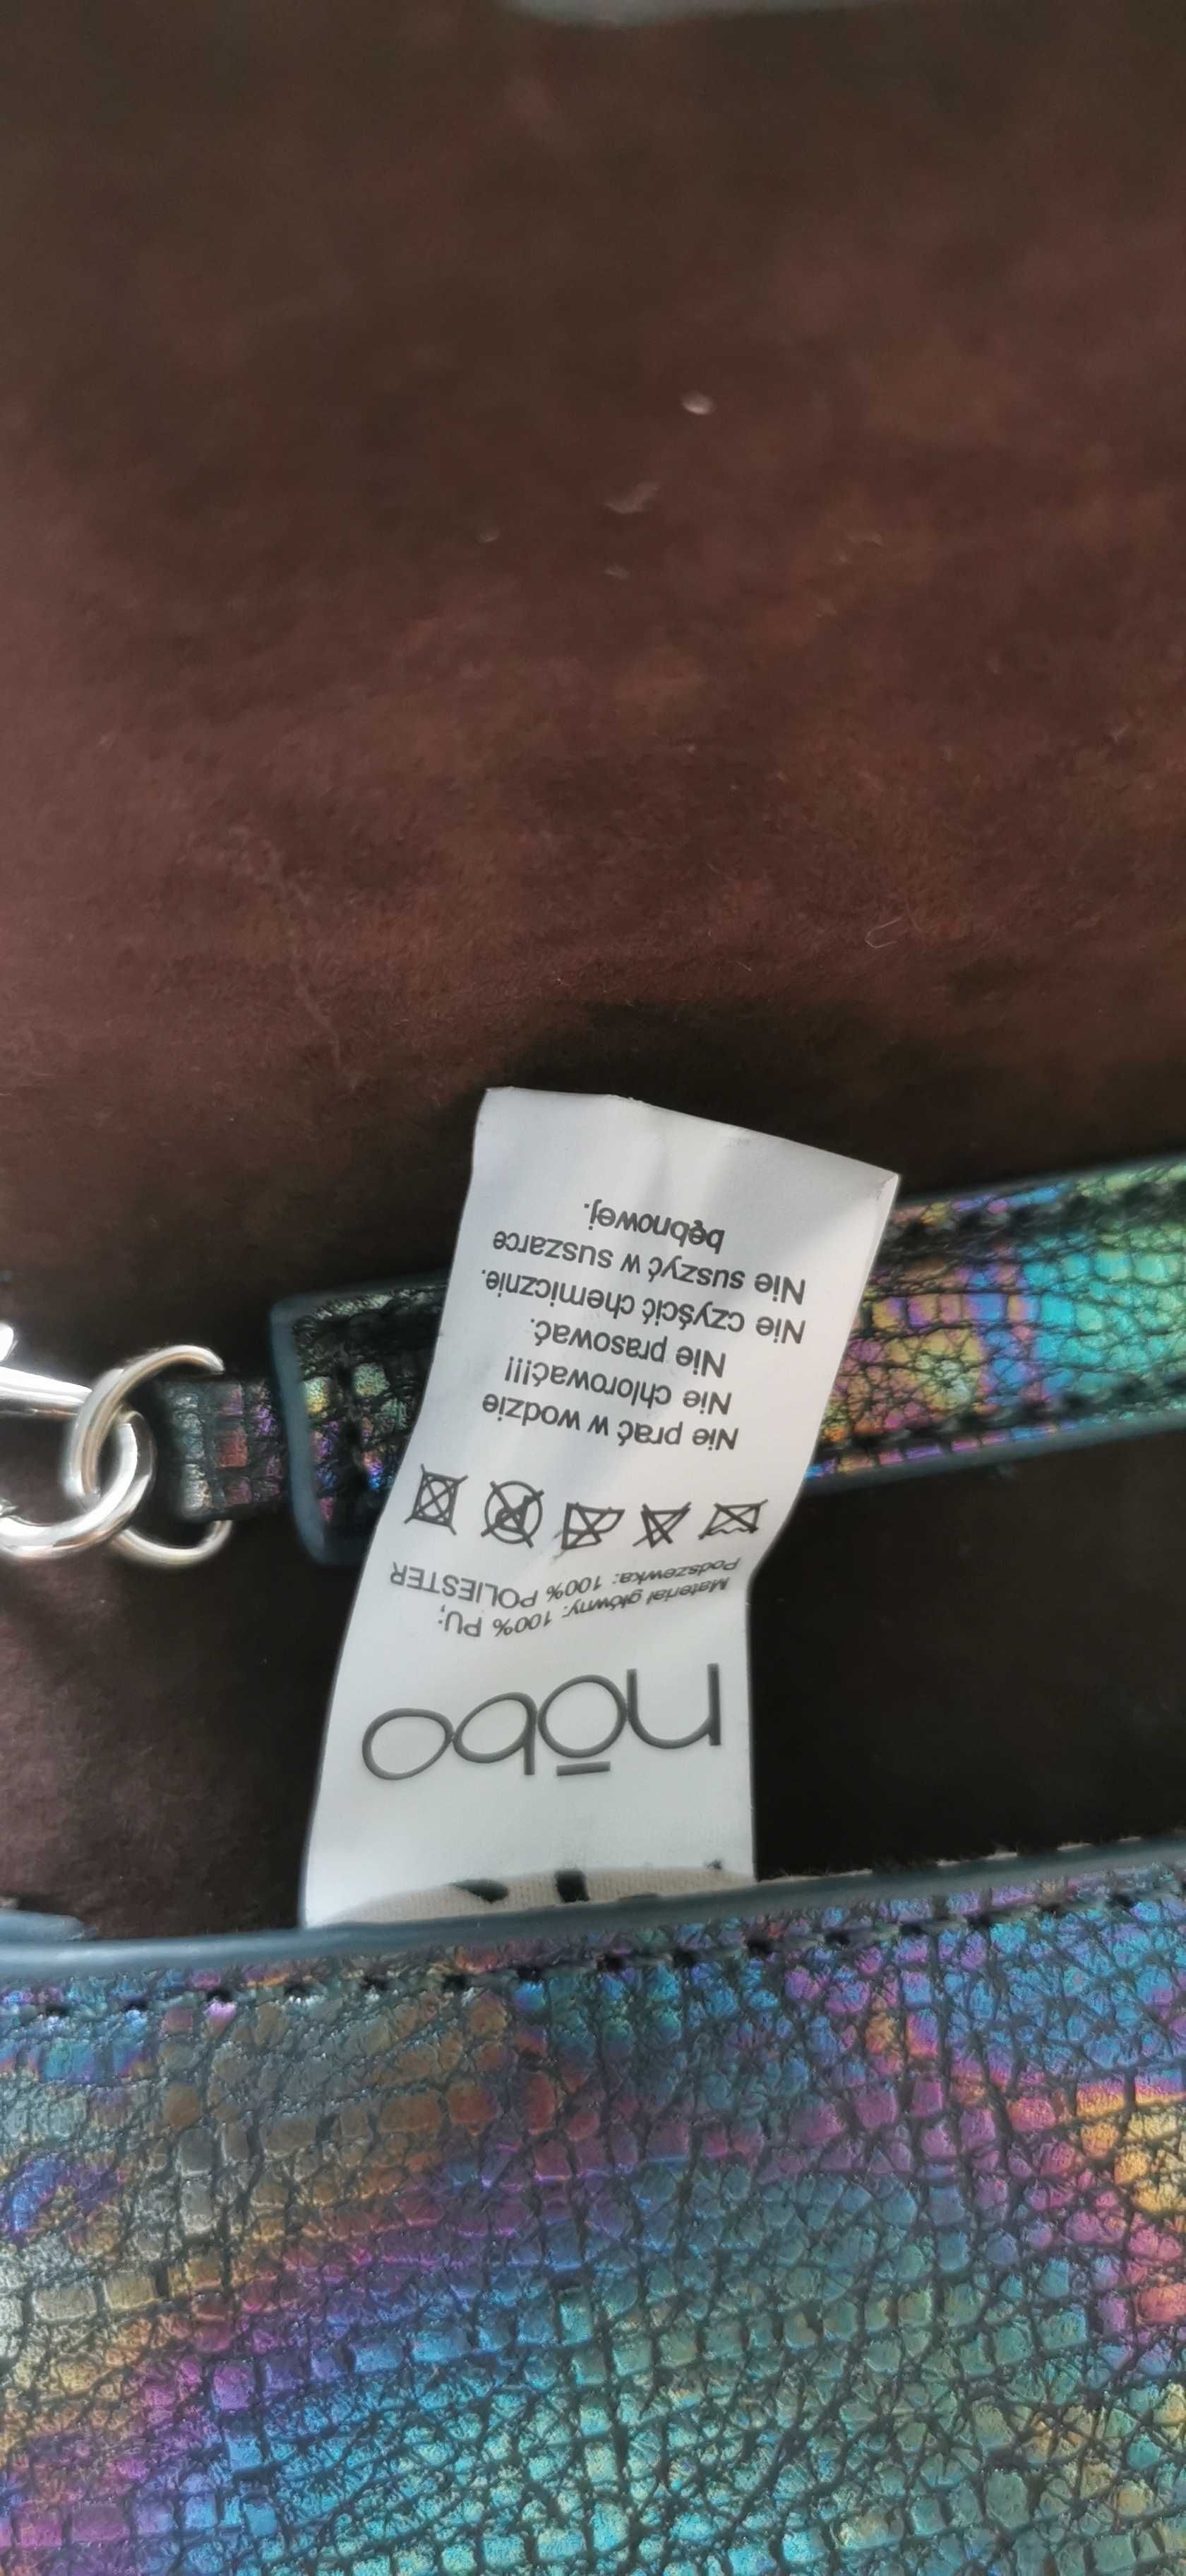 nōbo
Materiał główny: 100% PU;
Podszewka: 100% POLIESTER
Nie prać w wodzie
Nie chlorować!!!
Nie prasować.
Nie czyścić chemicznie.
Nie suszyć w suszarce
bębnowej.